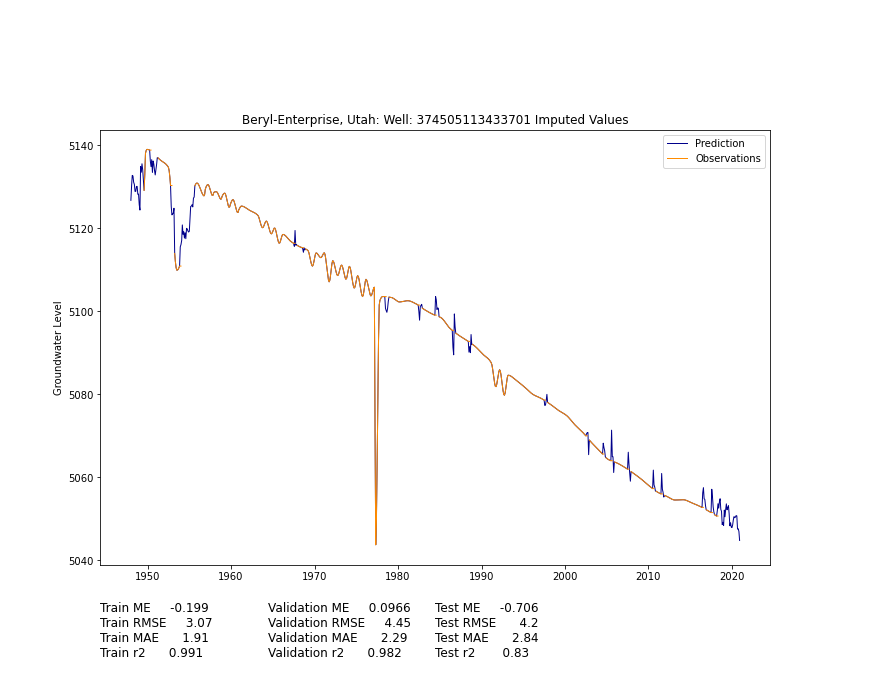 Beryl-Enterprise, Utah: Well: 374505113433701 Imputed Values
Prediction
Observations
Groundwater Level
5140
5120
5100
5080
5060
5040
1950 1960 1970 1980 1990 2000 2010 2020
Train ME -0.199 Validation ME 0.0966 Test ME -0.706
Train RMSE 3.07 Validation RMSE 4.45 Test RMSE 4.2
Train MAE 1.91 Validation MAE 2.29 Test MAE 2.84
Train r2 0.991 Validation r2 0.982 Test r2 0.83